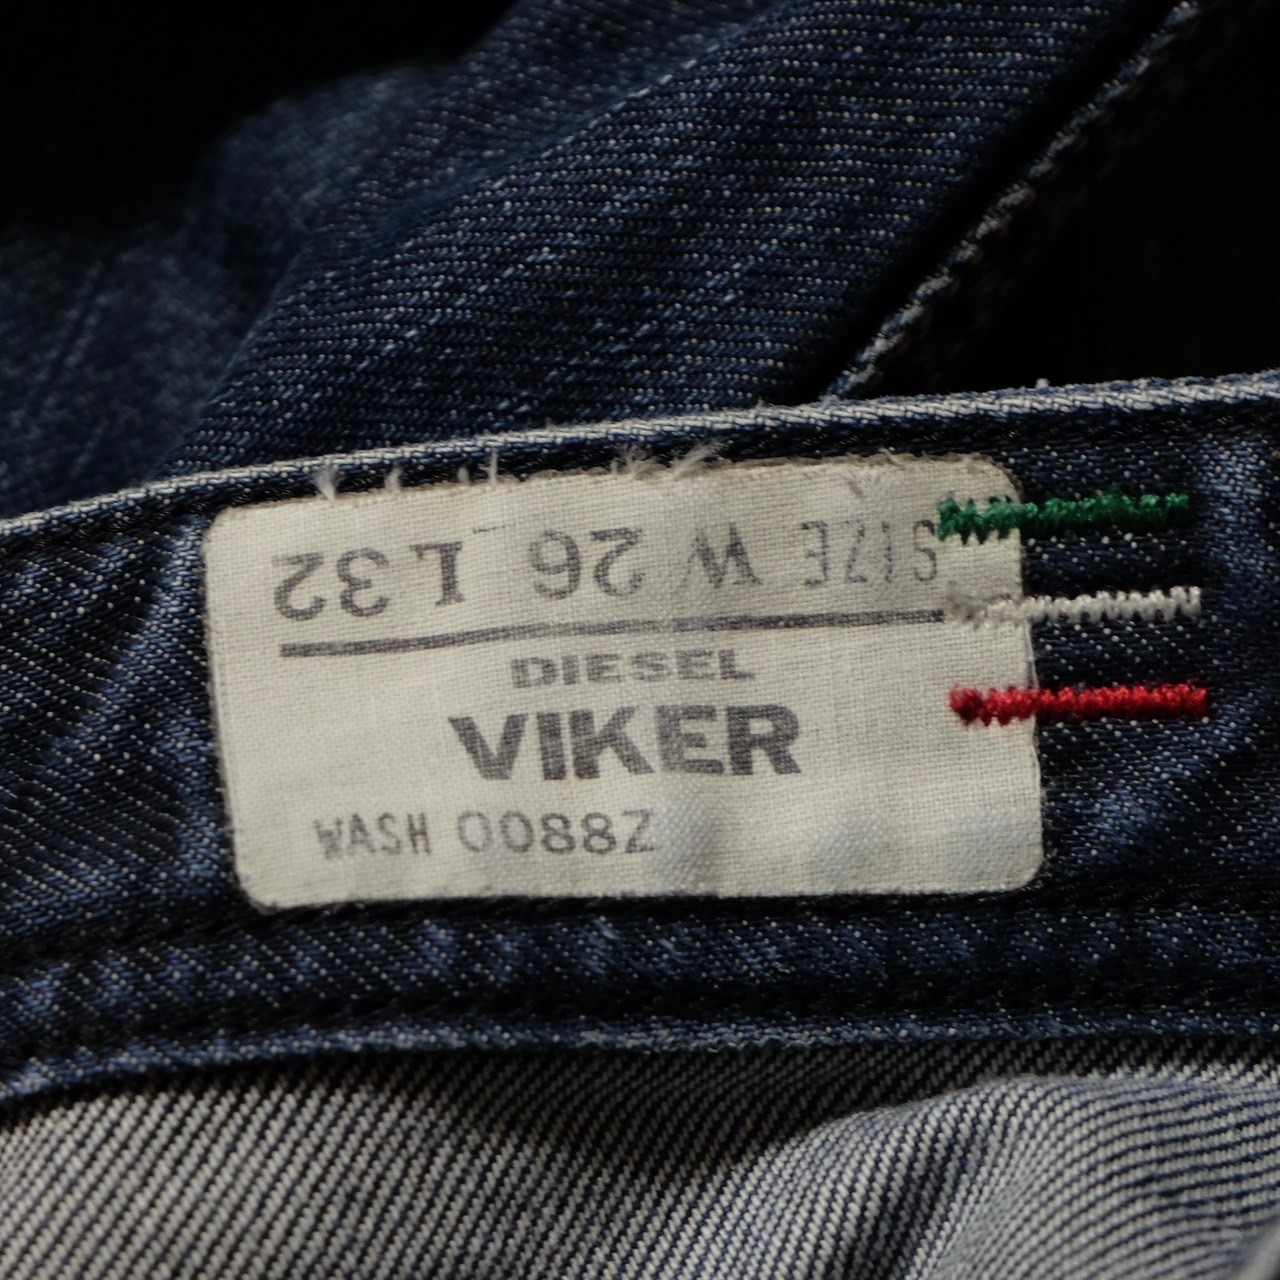 SIZE W 26 L 32
DIESEL
VIKER
WASH 0088Z